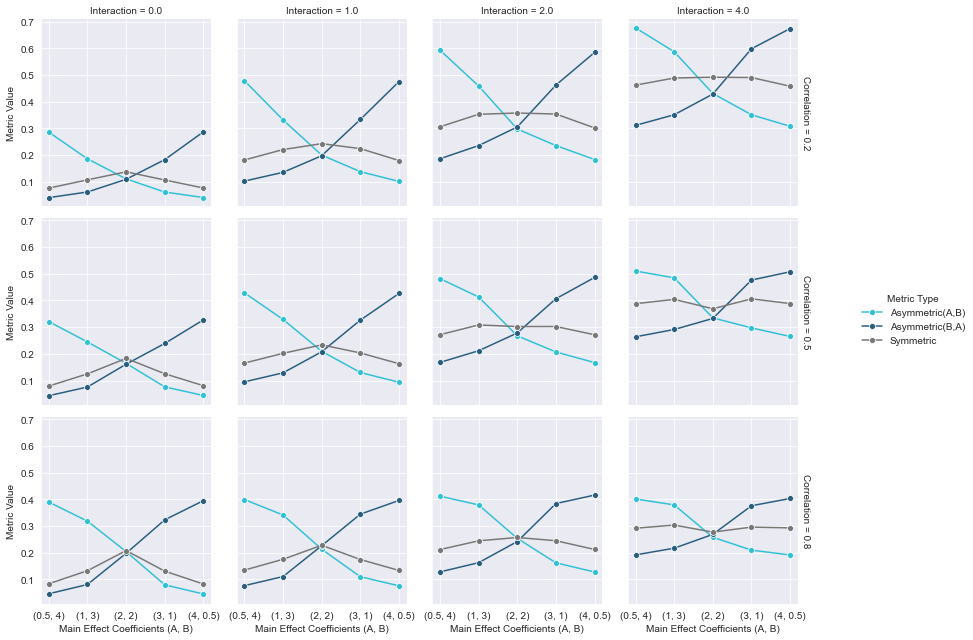 Interaction = 0.0
Interaction = 1.0
Interaction = 2.0
Interaction = 4.0
0.7
0.6
0.5
0.4
0.3
0.2
0.1
Metric Value
Correlation = 0.2
0.7
0.6
0.5
0.4
0.3
0.2
0.1
Metric Value
Correlation = 0.5
Metric Type
Asymmetric(A,B)
Asymmetric(B,A)
Symmetric
0.7
0.6
0.5
0.4
0.3
0.2
0.1
Metric Value
Correlation = 0.8
(0.5, 4) (1, 3) (2, 2) (3, 1) (4, 0.5)
(0.5, 4) (1, 3) (2, 2) (3, 1) (4, 0.5)
(0.5, 4) (1, 3) (2, 2) (3, 1) (4, 0.5)
(0.5, 4) (1, 3) (2, 2) (3, 1) (4, 0.5)
Main Effect Coefficients (A, B)
Main Effect Coefficients (A, B)
Main Effect Coefficients (A, B)
Main Effect Coefficients (A, B)